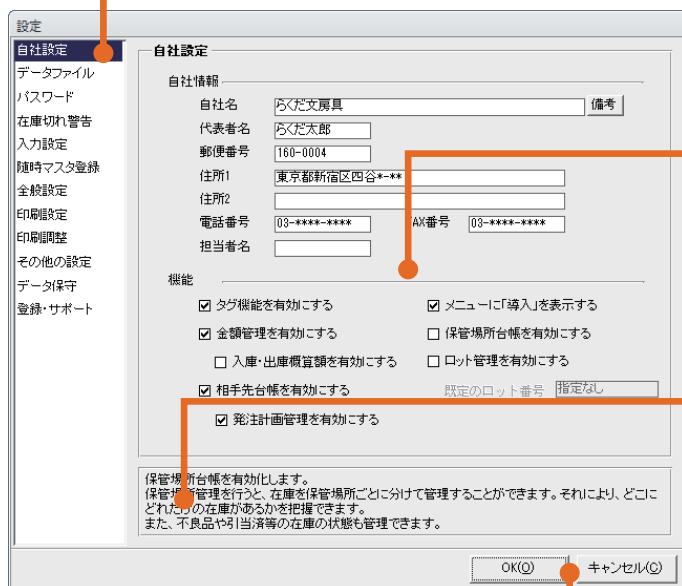 設定
自社設定
データファイル
パスワード
在庫切れ警告
入力設定
随時マスタ登録
全般設定
印刷設定
印刷調整
その他の設定
データ保守
登録・サポート
自社設定
自社情報
自社名 らくだ文房具 備考
代表者名 らくだ太郎
郵便番号 160-0004
住所1 東京都新宿区四谷*-**
住所2
電話番号 03-****-**** FAX番号 03-****-****
担当者名
機能
タグ機能を有効にする メニューに「導入」を表示する
金額管理を有効にする 保管場所台帳を有効にする
入庫・出庫概算額を有効にする ロット管理を有効にする
相手先台帳を有効にする 既定のロット番号 指定なし
発注計画管理を有効にする
保管場所台帳を有効化します。
保管場所管理を行うと、在庫を保管場所ごとに分けて管理することができます。それにより、どこに
どれだけの在庫があるかを把握できます。
また、不良品や引当済等の在庫の状態も管理できます。
OK(O) キャンセル(C)